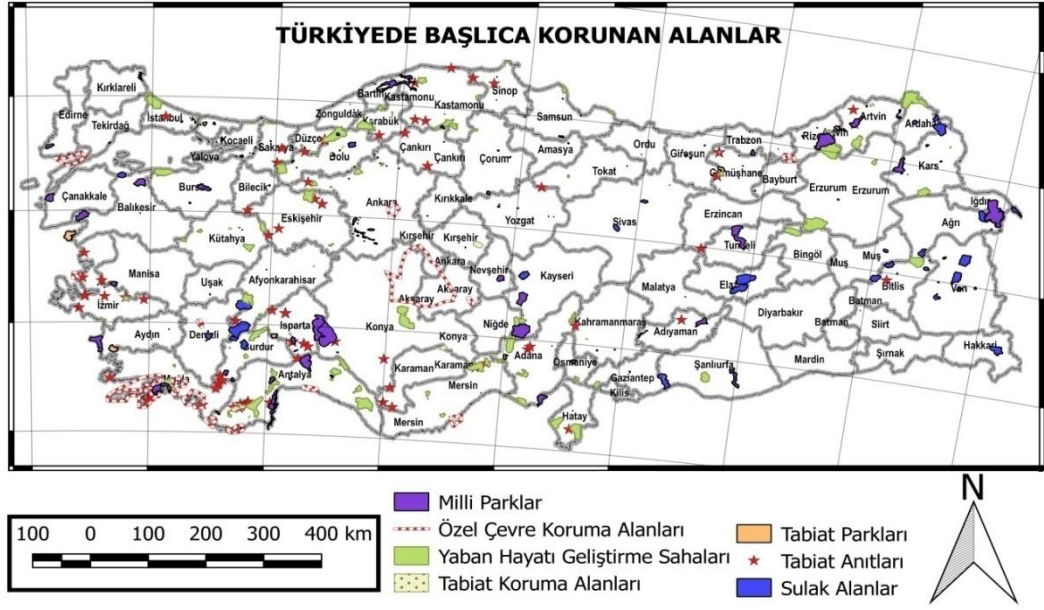 TÜRKİYEDE BAŞLICA KORUNAN ALANLAR
Kırklareli
Edirne
Tekirdağ
İstanbul
Kocaeli
Yalova
Sakarya
Düzce
Zonguldak
Bartın
Karabük
Kastamonu
Kastamonu
Sinop
Samsun
Bolu
Çankırı
Çankırı
Çorum
Amasya
Tokat
Ordu
Giresun
Trabzon
Gümüşhane
Bayburt
Rize
Artvin
Artvin
Ardahan
Kars
Iğdır
Ağrı
Erzurum
Erzurum
Erzincan
Çanakkale
Balıkesir
Bursa
Bilecik
Eskişehir
Ankara
Kırıkkale
Yozgat
Sivas
Kütahya
Kırşehir
Kırşehir
Ankara
Nevşehir
Kayseri
Tunceli
Bingöl
Muş
Muş
Bitlis
Van
Manisa
İzmir
Uşak
Afyonkarahisar
Aksaray
Aksaray
Malatya
Elazığ
Diyarbakır
Batman
Batman
Siirt
Şırnak
Hakkari
Aydın
Denizli
Burdur
Isparta
Konya
Konya
Niğde
Adana
Kahramanmaraş
Adıyaman
Mardin
Antalya
Karaman
Karaman
Mersin
Mersin
Osmaniye
Gaziantep
Kilis
Şanlıurfa
Hatay
100 0 100 200 300 400 km
Milli Parklar
Özel Çevre Koruma Alanları
Yaban Hayatı Geliştirme Sahaları
Tabiat Koruma Alanları
Tabiat Parkları
Tabiat Anıtları
Sulak Alanlar
N